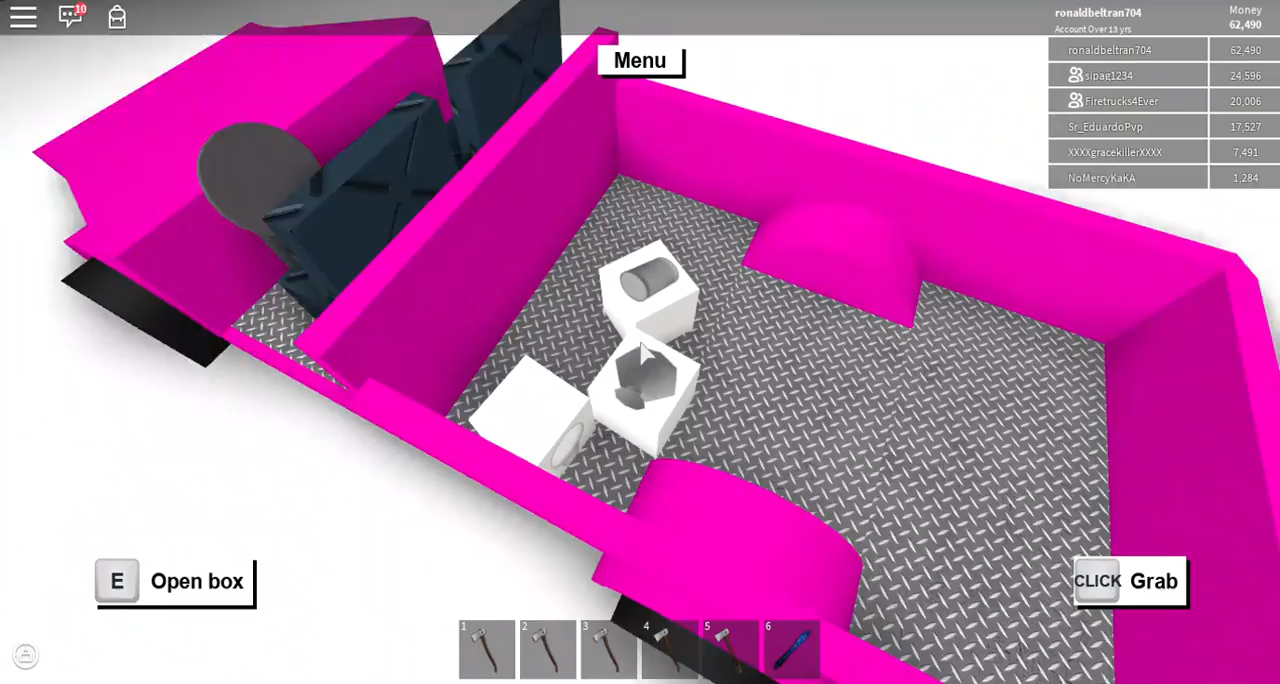 10
ronaldbeltran704
Account Over 13 yrs
Money
62,490
ronaldbeltran704 62,490
sipag1234 24,596
Firetrucks4Ever 20,006
Sr_EduardoPvp 17,527
XXXXgracekillerXXXX 7,491
NoMercyKaKA 1,284
Menu
E Open box
CLICK Grab
1 2 3 4 5 6